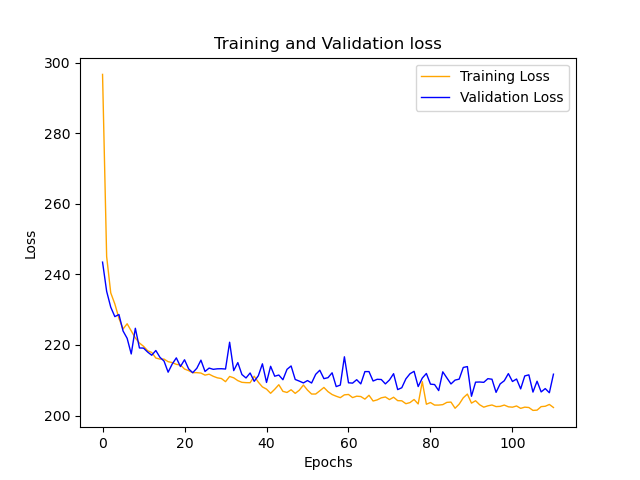 Training and Validation loss
Training Loss
Validation Loss
Loss
300
280
260
240
220
200
0 20 40 60 80 100
Epochs